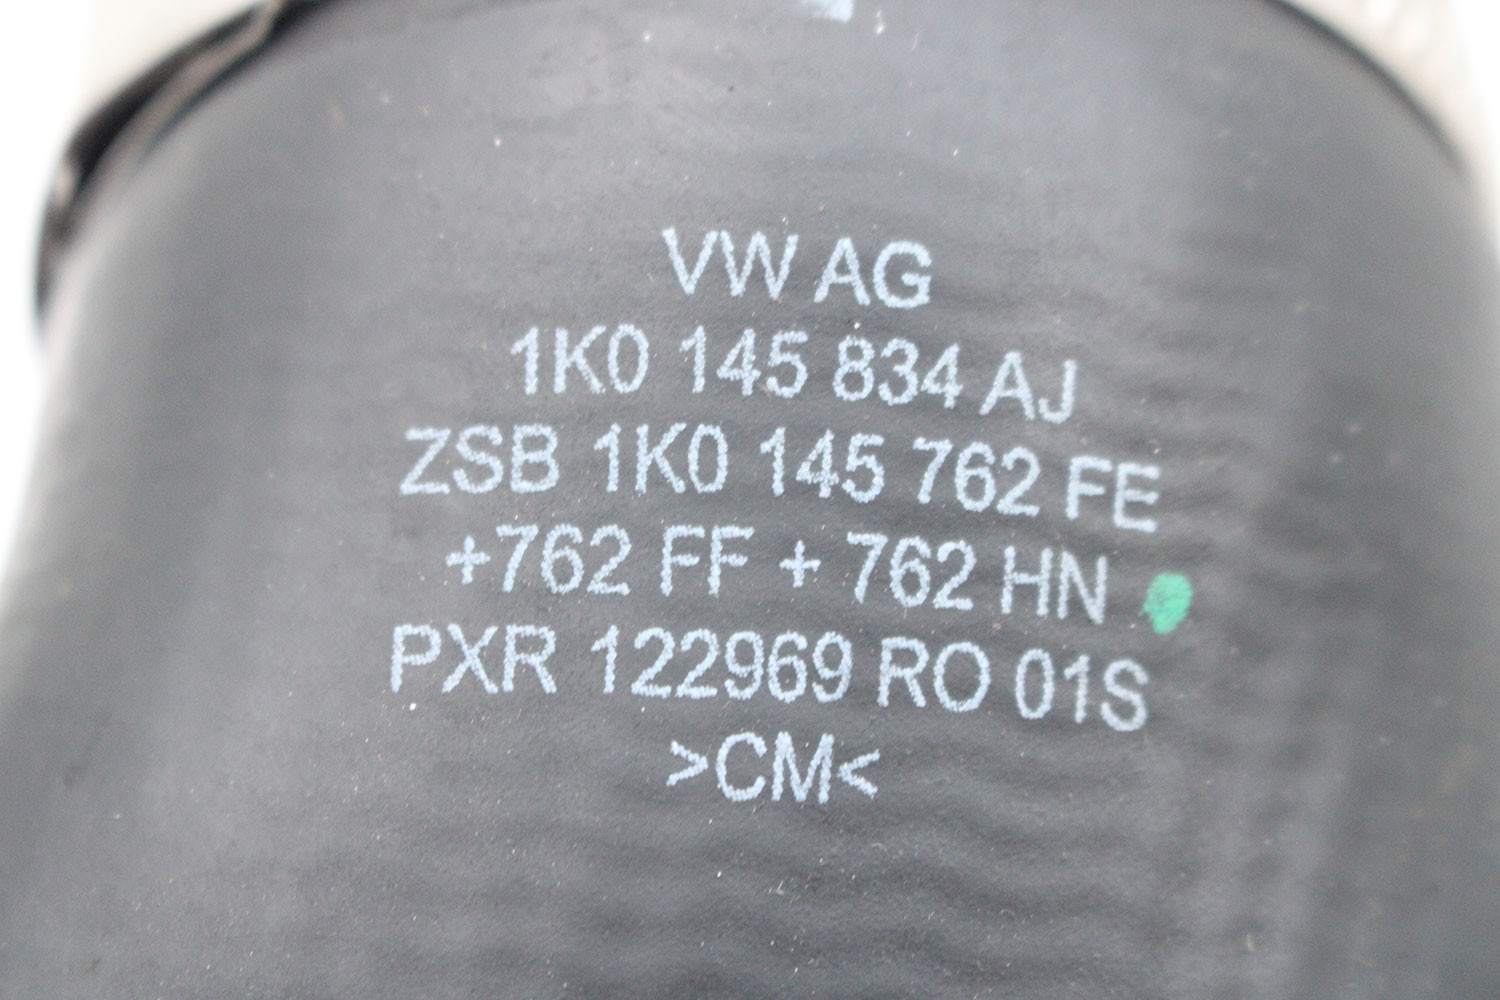 VW AG
1K0 145 834 AJ
ZSB 1K0 145 762 FE
+762 FF + 762 HN
PXR 122969 RO 01S
>CM<